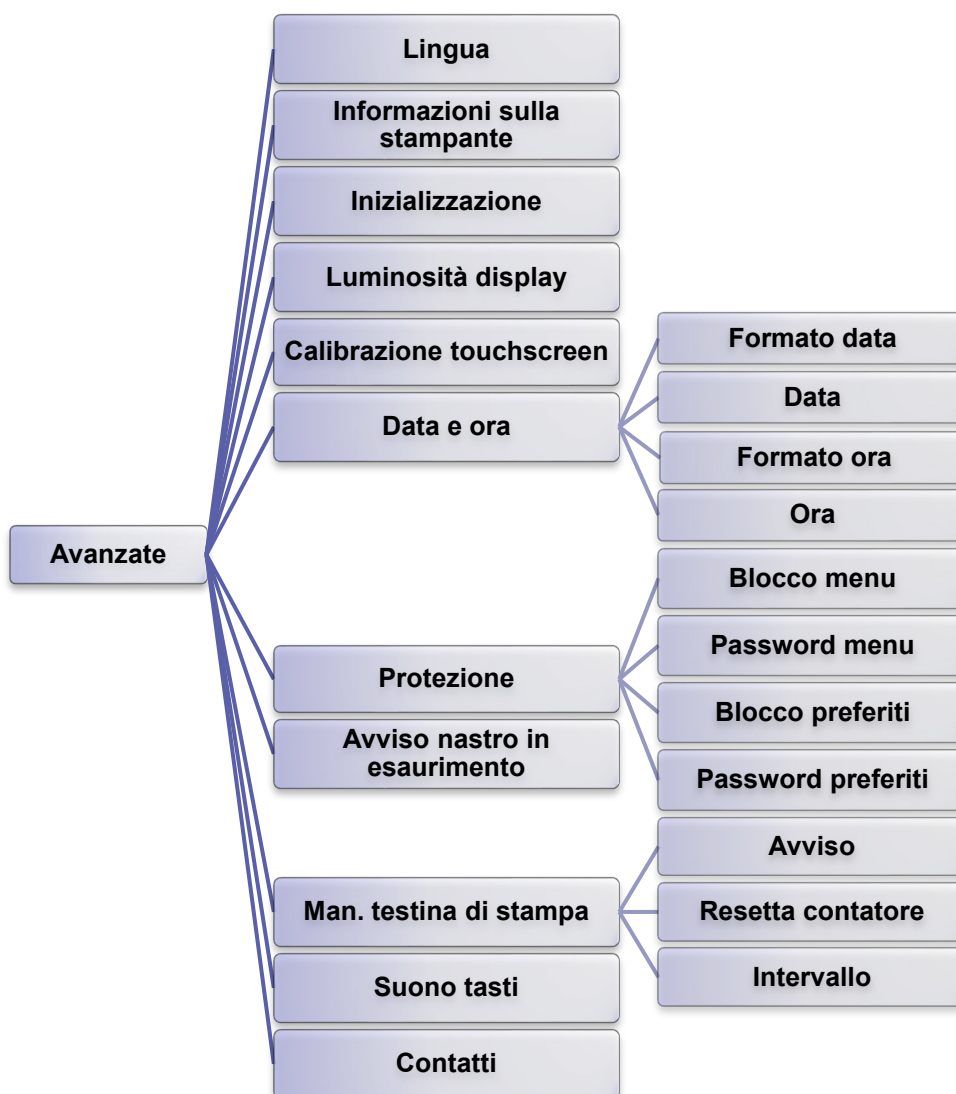 Lingua
Informazioni sulla
stampante
Inizializzazione
Luminosità display
Calibrazione touchscreen
Data e ora
Formato data
Data
Formato ora
Ora
Avanzate
Protezione
Blocco menu
Password menu
Blocco preferiti
Password preferiti
Avviso nastro in
esaurimento
Man. testina di stampa
Avviso
Resetta contatore
Intervallo
Suono tasti
Contatti